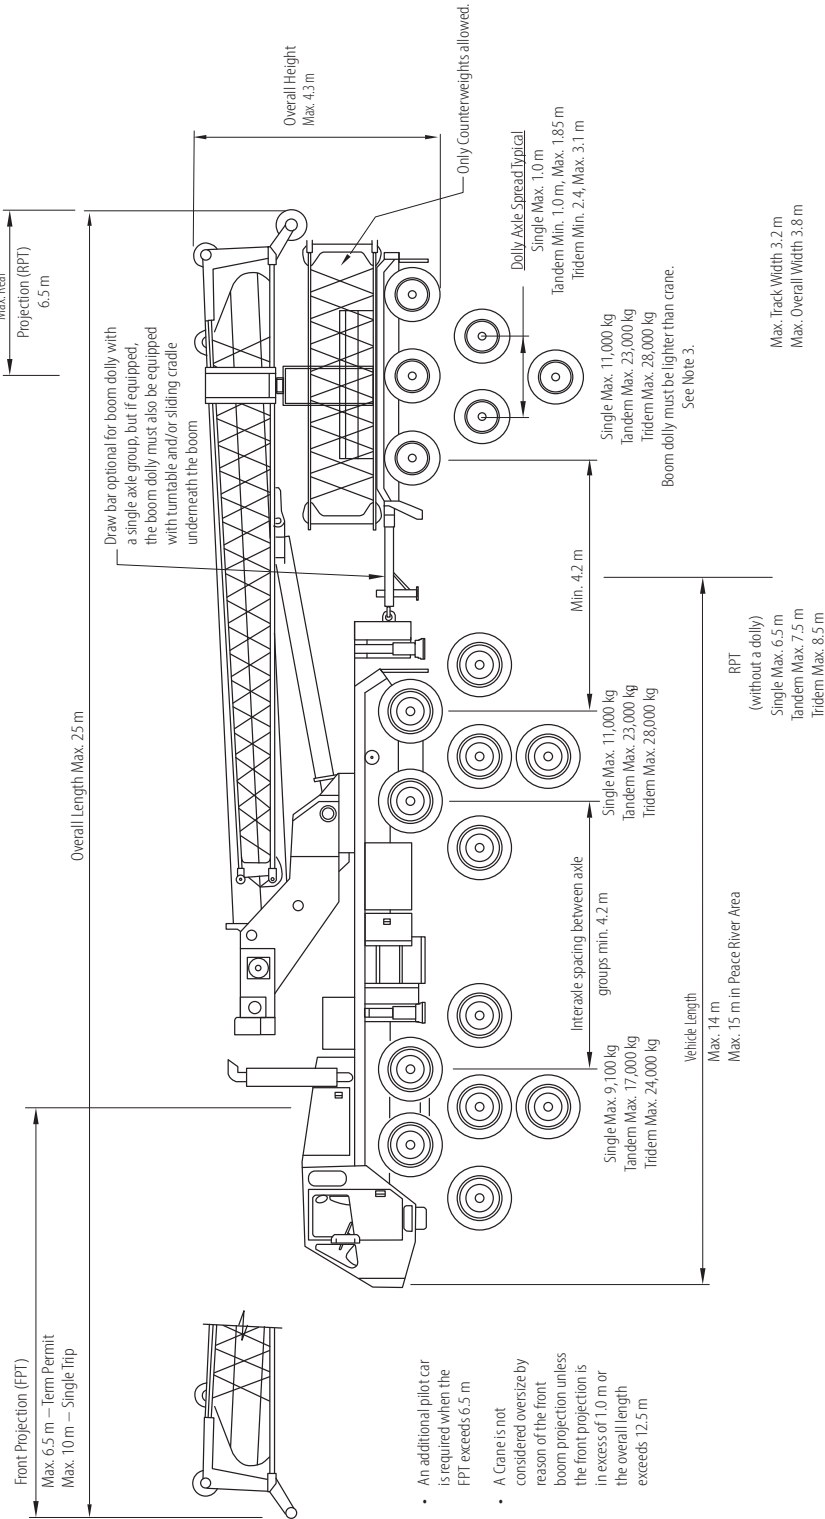 Front Projection (FPT)
Max. 6.5 m – Term Permit
Max. 10 m – Single Trip
Overall Length Max. 25 m
Projection (RPT)
6.5 m
Overall Height
Max. 4.3 m
Draw bar optional for boom dolly with
a single axle group, but if equipped,
the boom dolly must also be equipped
with turntable and/or sliding cradle
underneath the boom
Only Counterweights allowed.
Dolly Axle Spread Typical
Single Max. 1.0 m
Tandem Min. 1.0 m, Max. 1.85 m
Tridem Min. 2.4, Max. 3.1 m
• An additional pilot car
is required when the
FPT exceeds 6.5 m
• A Crane is not
considered oversize by
reason of the front
boom projection unless
the front projection is
in excess of 1.0 m or
the overall length
exceeds 12.5 m
Interaxle spacing between axle
groups min. 4.2 m
Min. 4.2 m
Single Max. 9,100 kg
Tandem Max. 17,000 kg
Tridem Max. 24,000 kg
Single Max. 11,000 kg
Tandem Max. 23,000 kg
Tridem Max. 28,000 kg
Single Max. 11,000 kg
Tandem Max. 23,000 kg
Tridem Max. 28,000 kg
Boom dolly must be lighter than crane.
See Note 3.
Vehicle Length
Max. 14 m
Max. 15 m in Peace River Area
RPT
(without a dolly)
Single Max. 6.5 m
Tandem Max. 7.5 m
Tridem Max. 8.5 m
Max. Track Width 3.2 m
Max. Overall Width 3.8 m